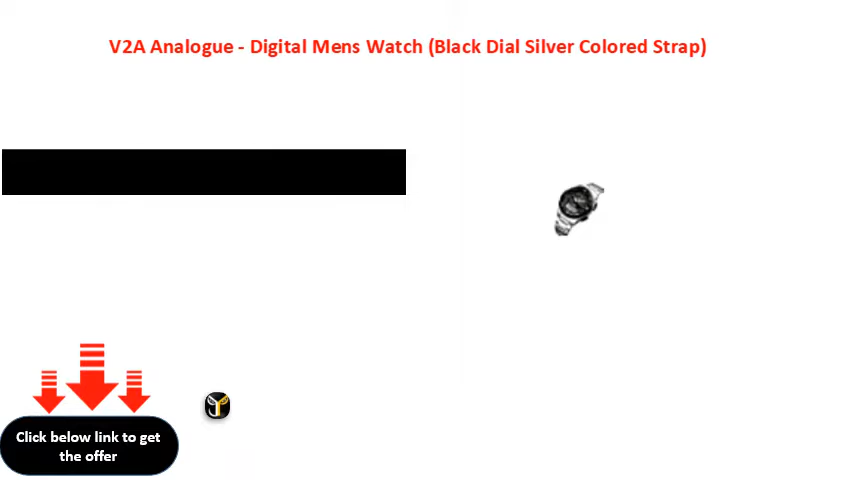 V2A Analogue - Digital Mens Watch (Black Dial Silver Colored Strap)
Click below link to get
the offer